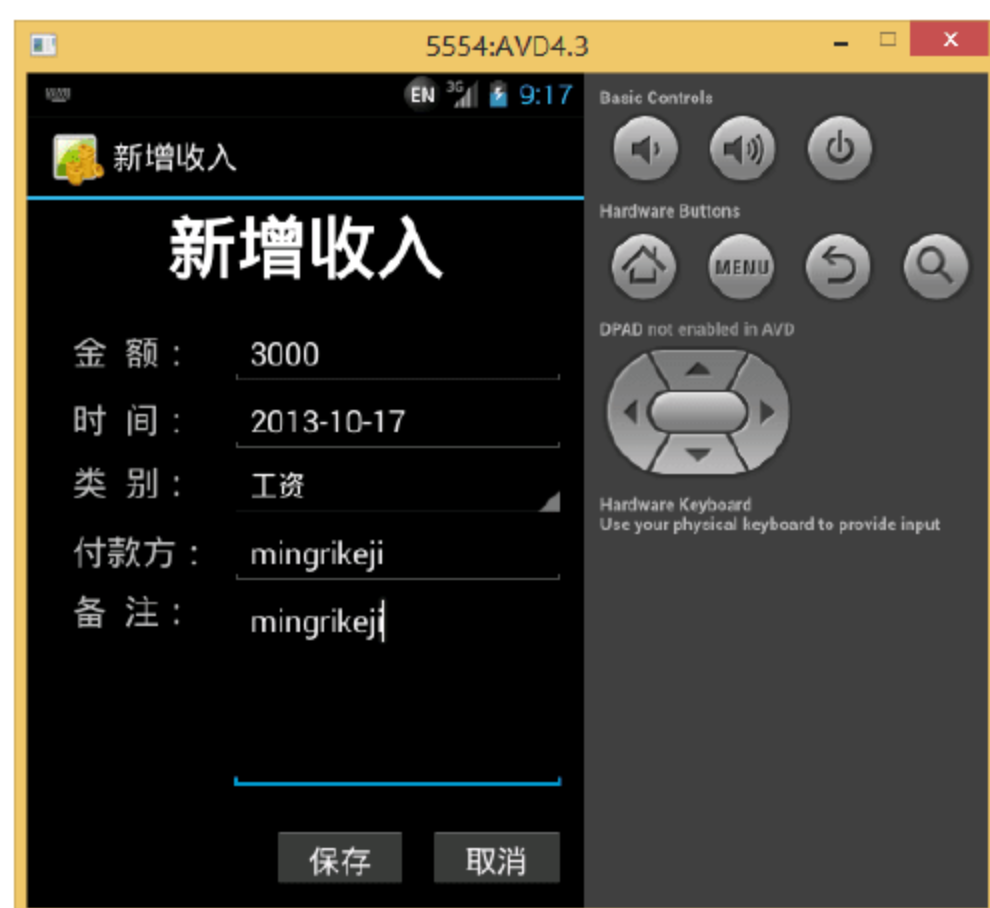 5554:AVD4.3
EN 3G 9:17
新增收入
新增收入
金 额： 3000
时 间： 2013-10-17
类 别： 工资
付款方： mingrikeji
备 注： mingrikeji
保存 取消
Basic Controls
Hardware Buttons
MENU
DPAD not enabled in AVD
Hardware Keyboard
Use your physical keyboard to provide input